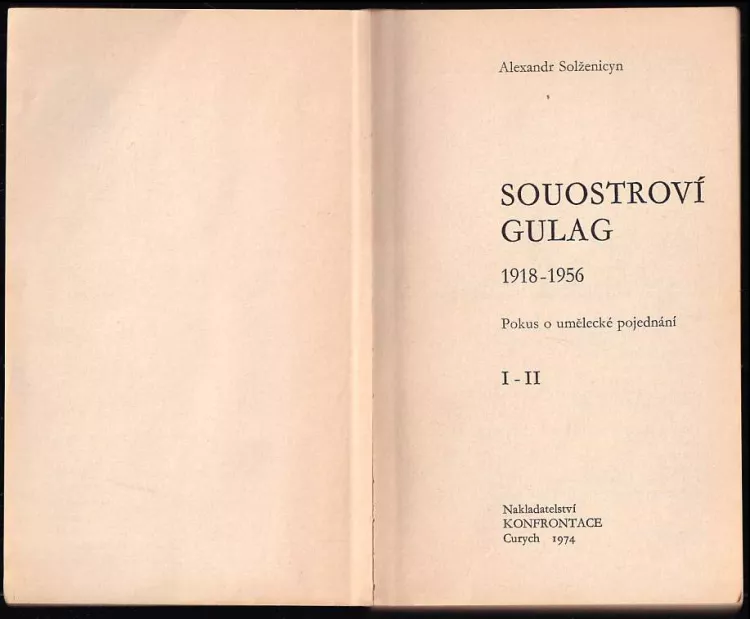 Alexandr Solženicyn
SOUOSTROVÍ
GULAG
1918-1956
Pokus o umělecké pojednání
I - II
Nakladatelství
KONFRONTACE
Curych 1974